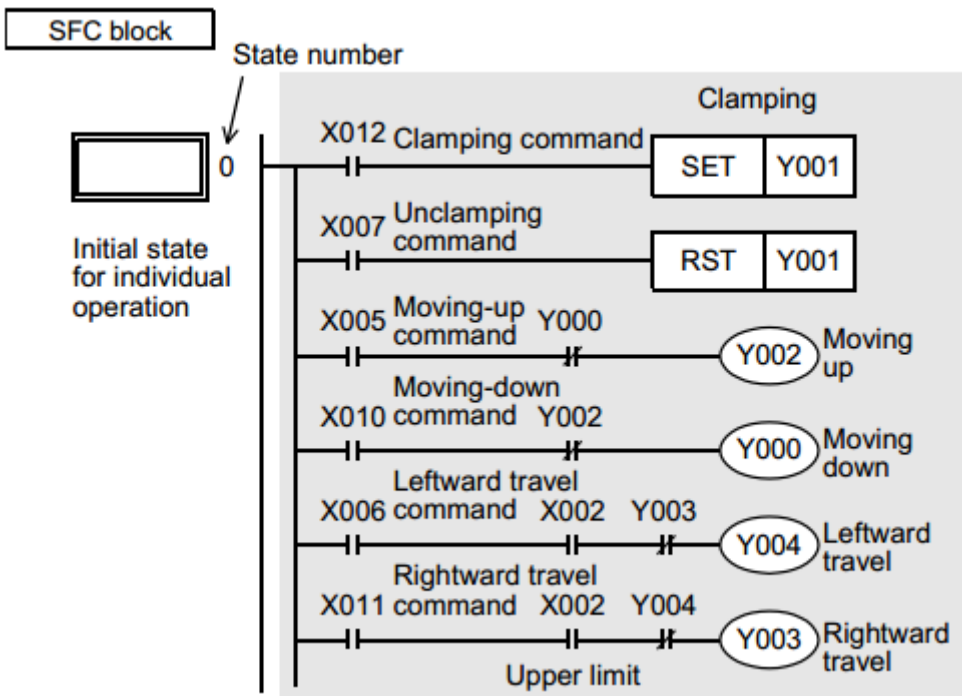 SFC block
State number
Clamping
X012 Clamping command
SET Y001
0
X007 Unclamping
command
RST Y001
Initial state
for individual
operation
X005 Moving-up
command Y000
Y002 Moving
up
Moving-down
X010 command Y002
Y000 Moving
down
Leftward travel
X006 command X002 Y003
Y004 Leftward
travel
Rightward travel
X011 command X002 Y004
Y003 Rightward
travel
Upper limit